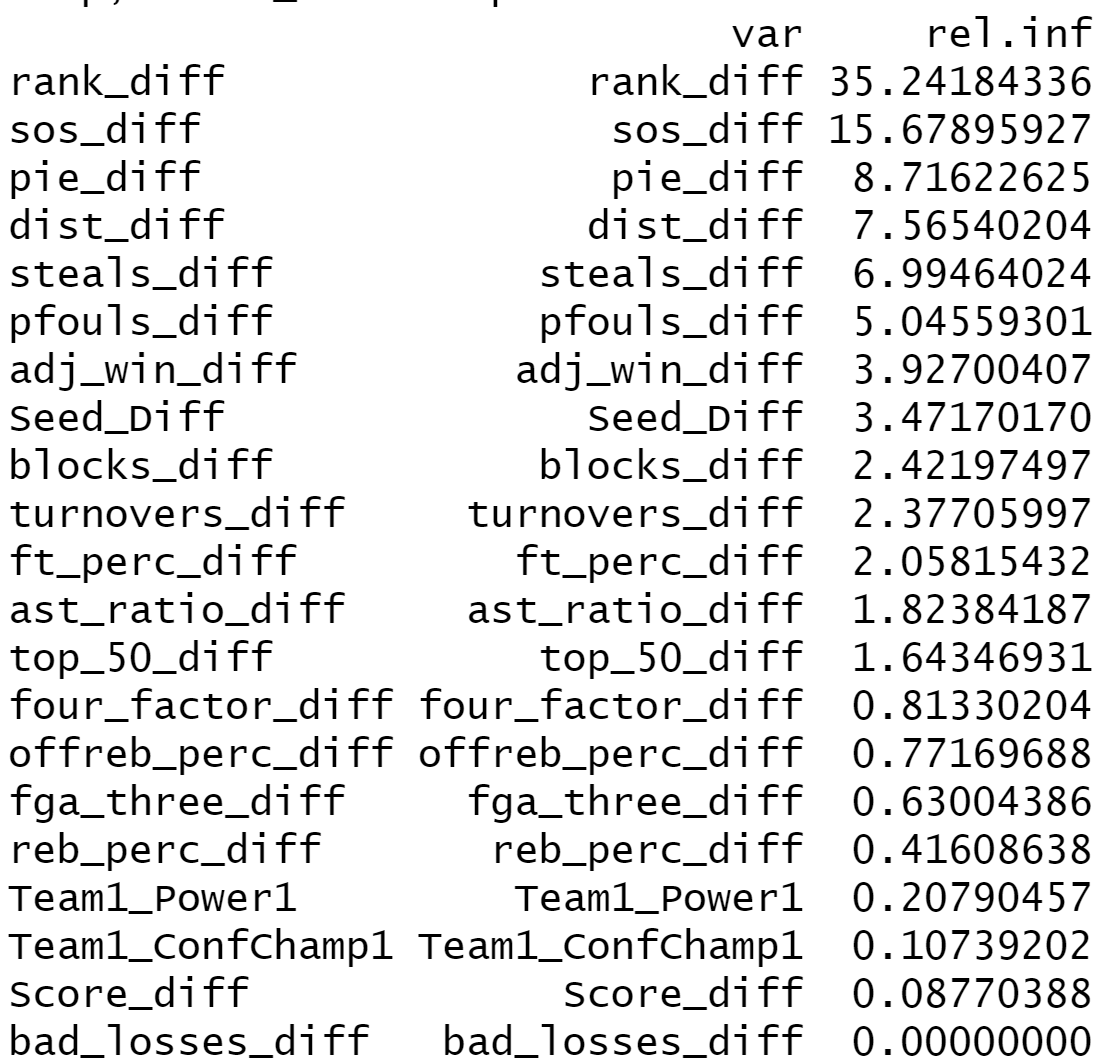 var rel.inf
rank_diff rank_diff 35.24184336
sos_diff sos_diff 15.67895927
pie_diff pie_diff 8.71622625
dist_diff dist_diff 7.56540204
steals_diff steals_diff 6.99464024
pfouls_diff pfouls_diff 5.04559301
adj_win_diff adj_win_diff 3.92700407
Seed_Diff Seed_Diff 3.47170170
blocks_diff blocks_diff 2.42197497
turnovers_diff turnovers_diff 2.37705997
ft_perc_diff ft_perc_diff 2.05815432
ast_ratio_diff ast_ratio_diff 1.82384187
top_50_diff top_50_diff 1.64346931
four_factor_diff four_factor_diff 0.81330204
offreb_perc_diff offreb_perc_diff 0.77169688
fga_three_diff fga_three_diff 0.63004386
reb_perc_diff reb_perc_diff 0.41608638
Team1_Power1 Team1_Power1 0.20790457
Team1_ConfChamp1 Team1_ConfChamp1 0.10739202
Score_diff Score_diff 0.08770388
bad_losses_diff bad_losses_diff 0.00000000